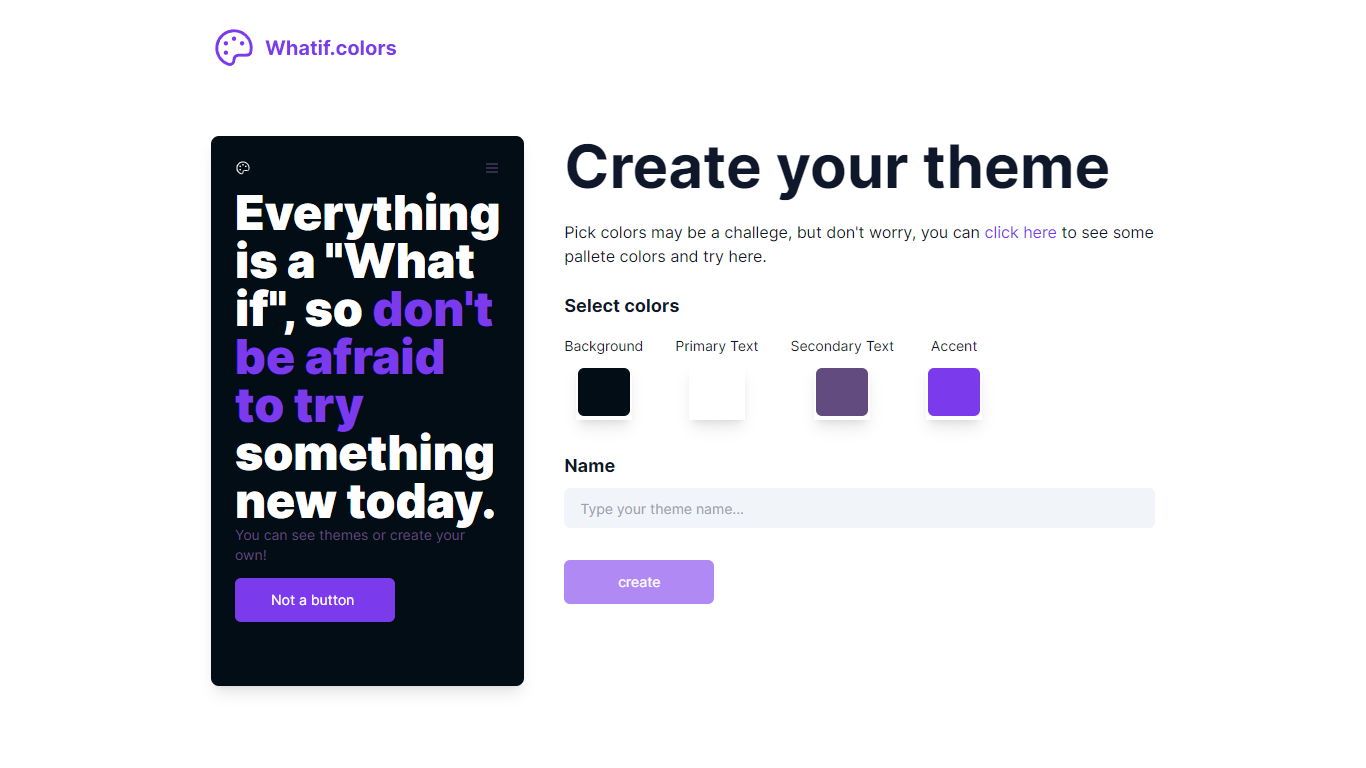 Whatif.colors
Everything
is a "What
if", so don't
be afraid
to try
something
new today.
You can see themes or create your
own!
Not a button
Create your theme
Pick colors may be a challege, but don't worry, you can click here to see some
pallete colors and try here.
Select colors
Background Primary Text Secondary Text Accent
Name
Type your theme name...
create